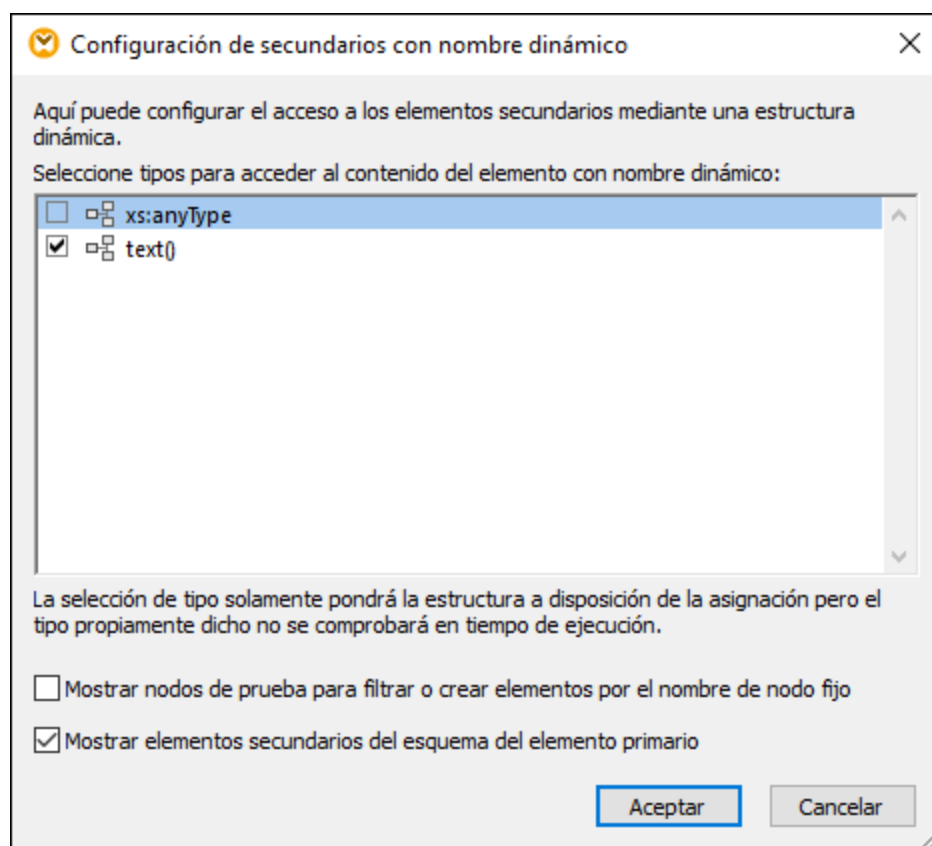 Configuración de secundarios con nombre dinámico
Aquí puede configurar el acceso a los elementos secundarios mediante una estructura
dinámica.
Seleccione tipos para acceder al contenido del elemento con nombre dinámico:
xs:anyType
text()
La selección de tipo solamente pondrá la estructura a disposición de la asignación pero el
tipo propiamente dicho no se comprobará en tiempo de ejecución.
Mostrar nodos de prueba para filtrar o crear elementos por el nombre de nodo fijo
Mostrar elementos secundarios del esquema del elemento primario
Aceptar Cancelar